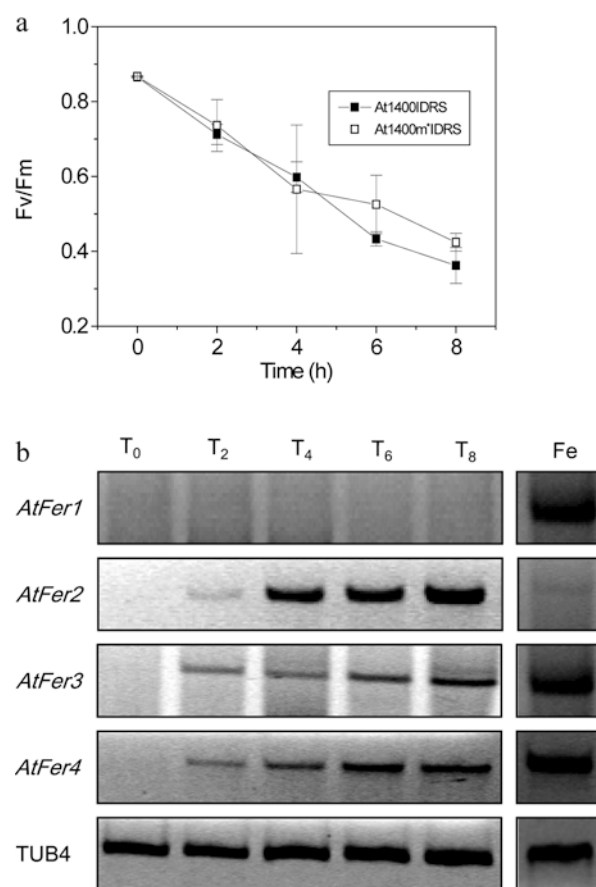 a
1.0
0.8
0.6
0.4
0.2
Fv/Fm
At1400IDRS
At1400m*IDRS
0 2 4 6 8
Time (h)
b
T0 T2 T4 T6 T8 Fe
AtFer1
AtFer2
AtFer3
AtFer4
TUB4